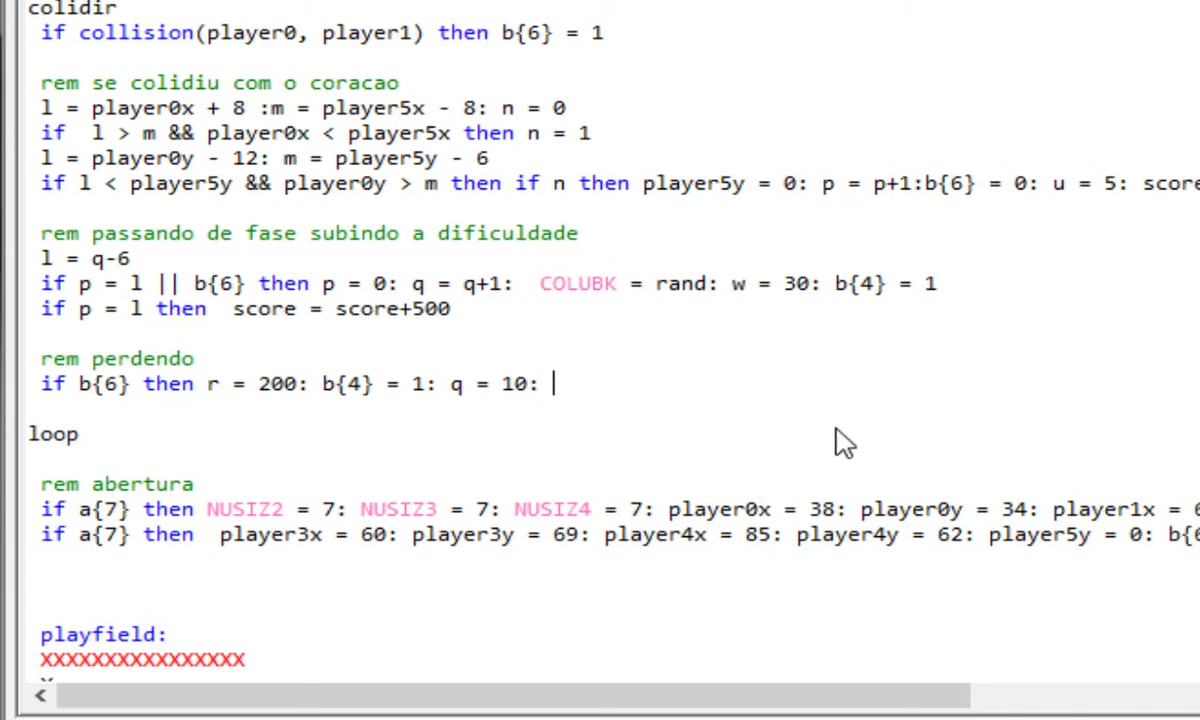 colidir
if collision(player0, player1) then b{6} = 1
rem se colidiu com o coracao
l = player0x + 8 :m = player5x - 8: n = 0
if  l > m && player0x < player5x then n = 1
l = player0y - 12: m = player5y - 6
if l < player5y && player0y > m then if n then player5y = 0: p = p+1:b{6} = 0: u = 5: score
rem passando de fase subindo a dificuldade
l = q-6
if p = l || b{6} then p = 0: q = q+1:  COLUBK = rand: w = 30: b{4} = 1
if p = l then  score = score+500
rem perdendo
if b{6} then r = 200: b{4} = 1: q = 10:
loop
rem abertura
if a{7} then NUSIZ2 = 7: NUSIZ3 = 7: NUSIZ4 = 7: player0x = 38: player0y = 34: player1x = 6
if a{7} then  player3x = 60: player3y = 69: player4x = 85: player4y = 62: player5y = 0: b{6
playfield:
XXXXXXXXXXXXXXXX